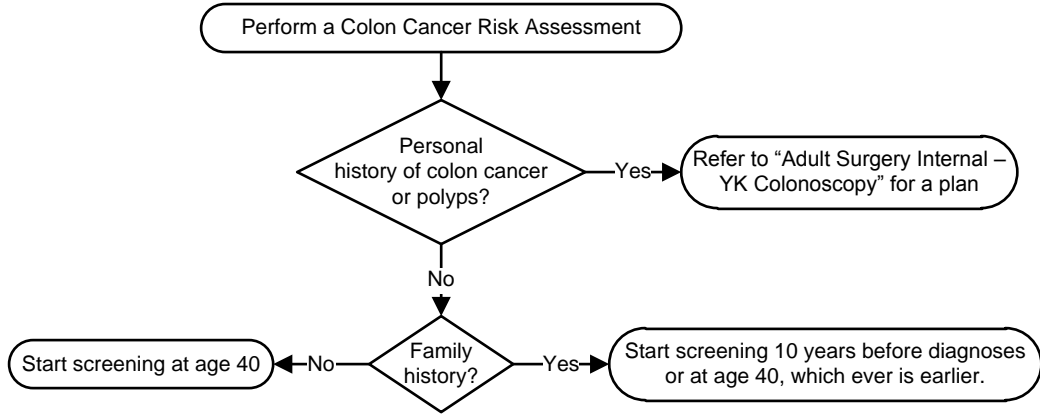 Perform a Colon Cancer Risk Assessment
Personal
history of colon cancer
or polyps?
Yes
Refer to “Adult Surgery Internal –
YK Colonoscopy” for a plan
No
Start screening at age 40
No
Family
history?
Yes
Start screening 10 years before diagnoses
or at age 40, which ever is earlier.